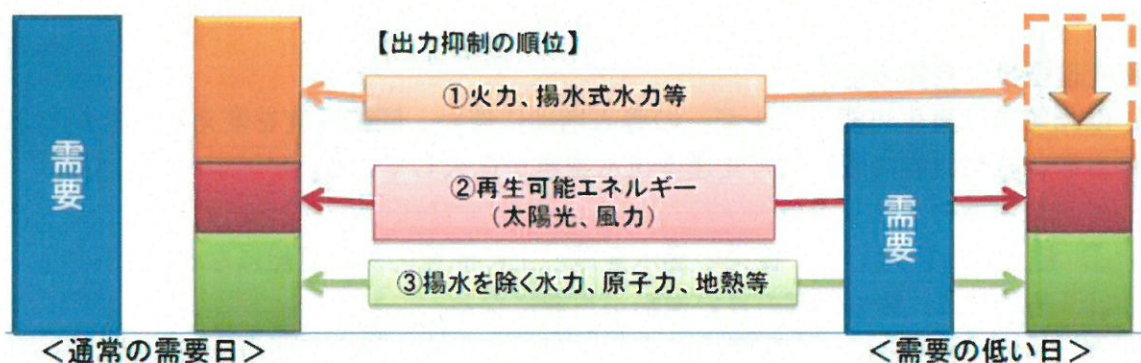 【出力抑制の順位】
①火力、揚水式水力等
需要
②再生可能エネルギー
（太陽光、風力）
需要
③揚水を除く水力、原子力、地熱等
＜通常の需要日＞
＜需要の低い日＞